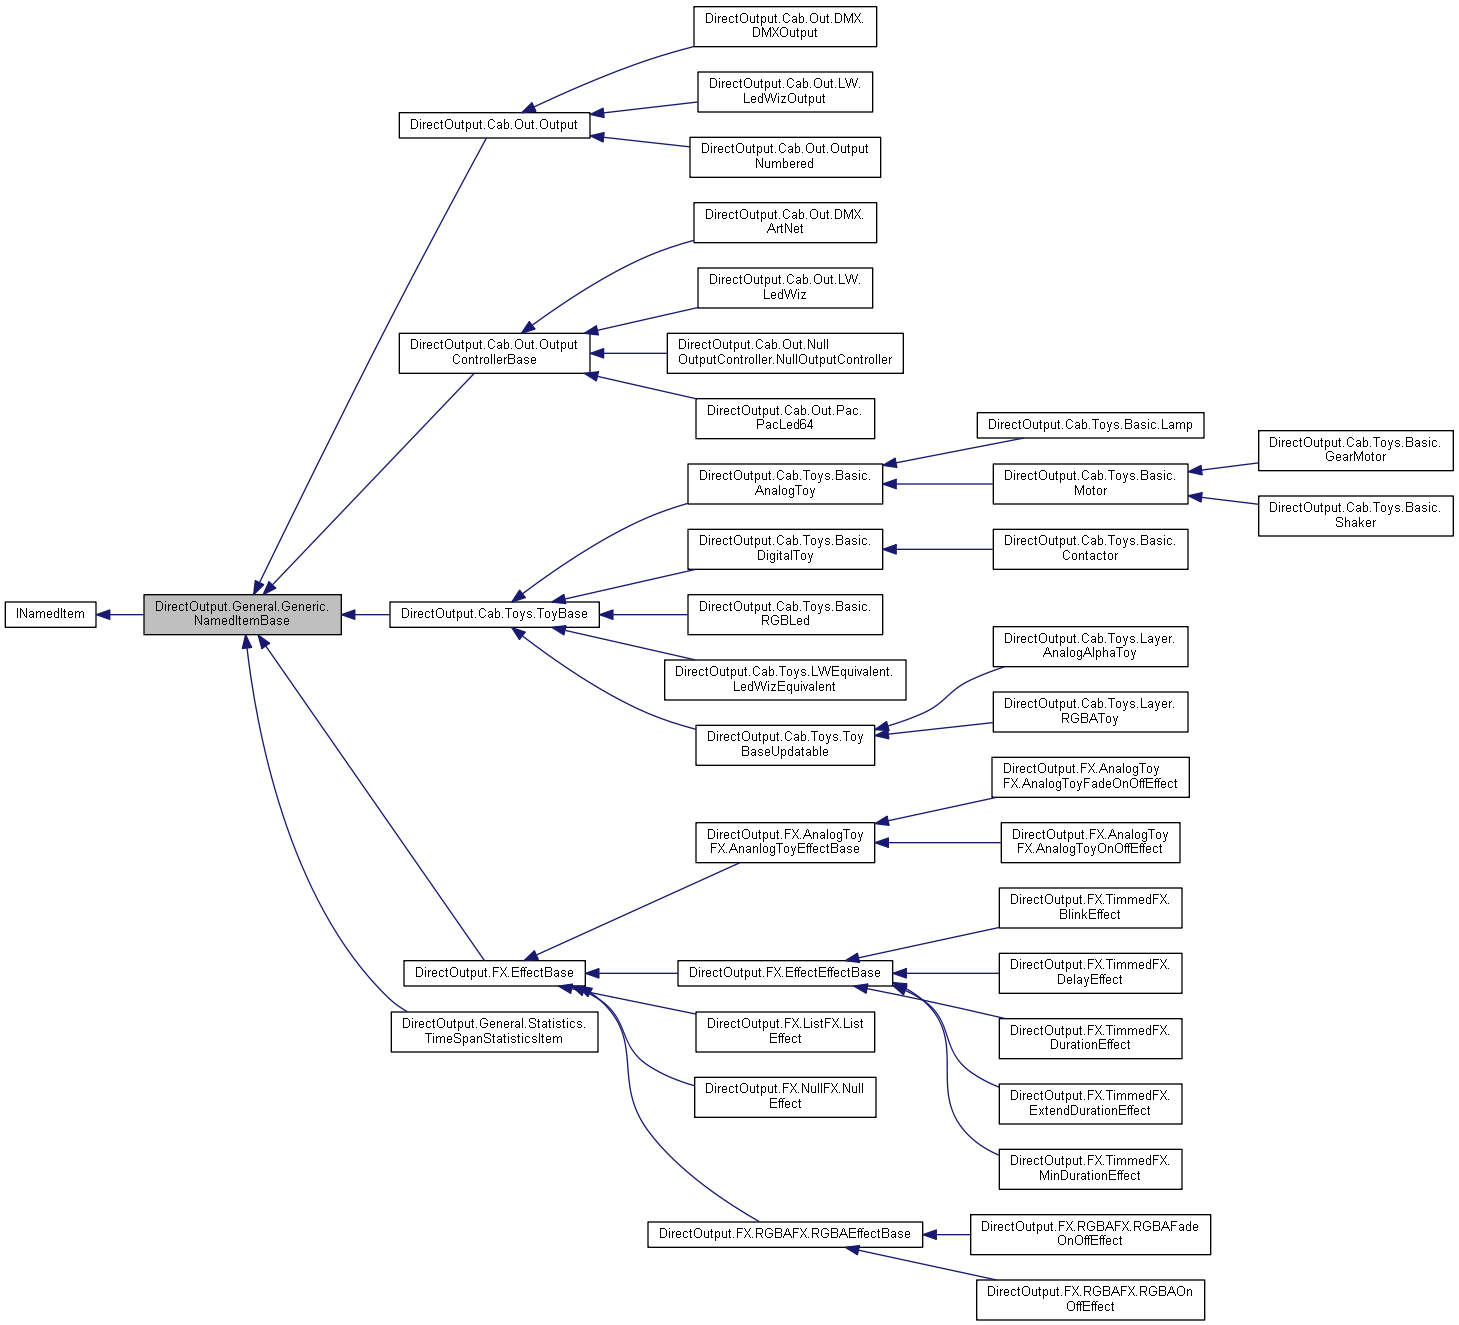 DirectOutput.Cab.Out.DMX.
DMXOutput
DirectOutput.Cab.Out.LW.
LedWizOutput
DirectOutput.Cab.Out.Output
DirectOutput.Cab.Out.Output
Numbered
DirectOutput.Cab.Out.DMX.
ArtNet
DirectOutput.Cab.Out.LW.
LedWiz
DirectOutput.Cab.Out.Output
ControllerBase
DirectOutput.Cab.Out.Null
OutputController.NullOutputController
DirectOutput.Cab.Out.Pac.
PacLed64
DirectOutput.Cab.Toys.Basic.Lamp
DirectOutput.Cab.Toys.Basic.
GearMotor
DirectOutput.Cab.Toys.Basic.
AnalogToy
DirectOutput.Cab.Toys.Basic.
Motor
DirectOutput.Cab.Toys.Basic.
Shaker
DirectOutput.Cab.Toys.Basic.
DigitalToy
DirectOutput.Cab.Toys.Basic.
Contactor
INamedItem
DirectOutput.General.Generic.
NamedItemBase
DirectOutput.Cab.Toys.ToyBase
DirectOutput.Cab.Toys.Basic.
RGBLed
DirectOutput.Cab.Toys.Layer.
AnalogAlphaToy
DirectOutput.Cab.Toys.LWEquivalent.
LedWizEquivalent
DirectOutput.Cab.Toys.Layer.
RGBAToy
DirectOutput.Cab.Toys.Toy
BaseUpdatable
DirectOutput.FX.AnalogToy
FX.AnalogToyFadeOnOffEffect
DirectOutput.FX.AnalogToy
FX.AnanlogToyEffectBase
DirectOutput.FX.AnalogToy
FX.AnalogToyOnOffEffect
DirectOutput.FX.TimmedFX.
BlinkEffect
DirectOutput.FX.EffectBase
DirectOutput.FX.EffectEffectBase
DirectOutput.FX.TimmedFX.
DelayEffect
DirectOutput.General.Statistics.
TimeSpanStatisticsItem
DirectOutput.FX.ListFX.List
Effect
DirectOutput.FX.TimmedFX.
DurationEffect
DirectOutput.FX.NullFX.Null
Effect
DirectOutput.FX.TimmedFX.
ExtendDurationEffect
DirectOutput.FX.TimmedFX.
MinDurationEffect
DirectOutput.FX.RGBAFX.RGBAEffectBase
DirectOutput.FX.RGBAFX.RGBAFade
OnOffEffect
DirectOutput.FX.RGBAFX.RGBAOn
OffEffect